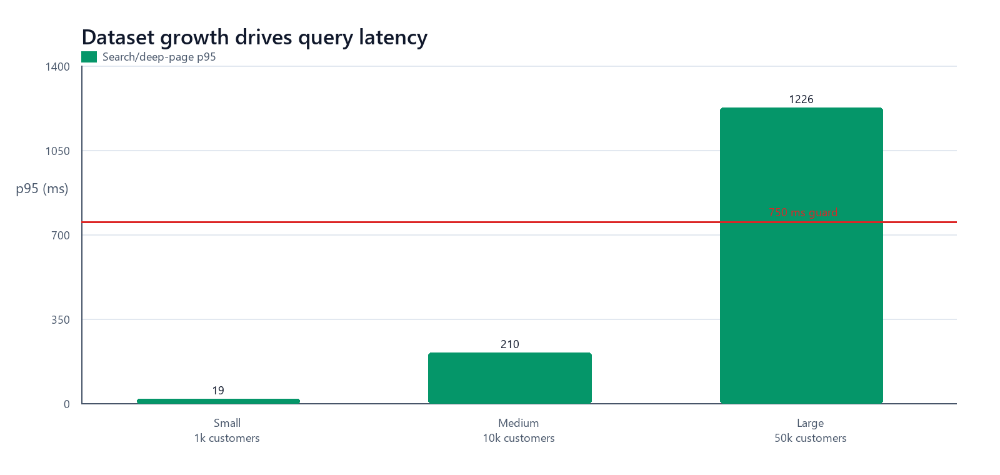 Dataset growth drives query latency
Search/deep-page p95
1400
1226
1050
p95 (ms)
750 ms guard
700
350
210
19
0
Small
1k customers
Medium
10k customers
Large
50k customers